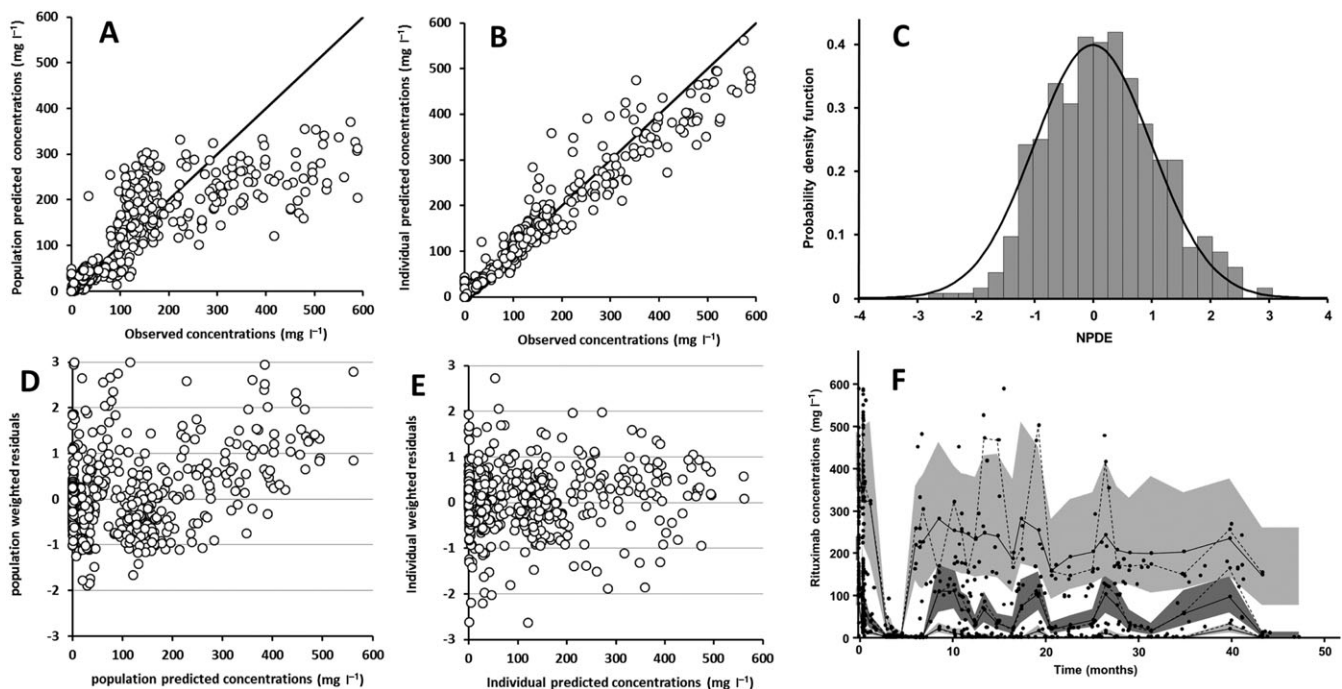 A
Population predicted concentrations (mg l⁻¹)
600
500
400
300
200
100
0
0 100 200 300 400 500 600
Observed concentrations (mg l⁻¹)
B
Individual predicted concentrations (mg l⁻¹)
600
500
400
300
200
100
0
0 100 200 300 400 500 600
Observed concentrations (mg l⁻¹)
C
Probability density function
0.4
0.3
0.2
0.1
0
-4 -3 -2 -1 0 1 2 3 4
NPDE
D
population weighted residuals
3
2
1
0
-1
-2
-3
0 100 200 300 400 500 600
population predicted concentrations (mg l⁻¹)
E
Individual weighted residuals
3
2
1
0
-1
-2
-3
0 100 200 300 400 500 600
Individual predicted concentrations (mg l⁻¹)
F
Rituximab concentrations (mg l⁻¹)
600
500
400
300
200
100
0
0 10 20 30 40 50
Time (months)